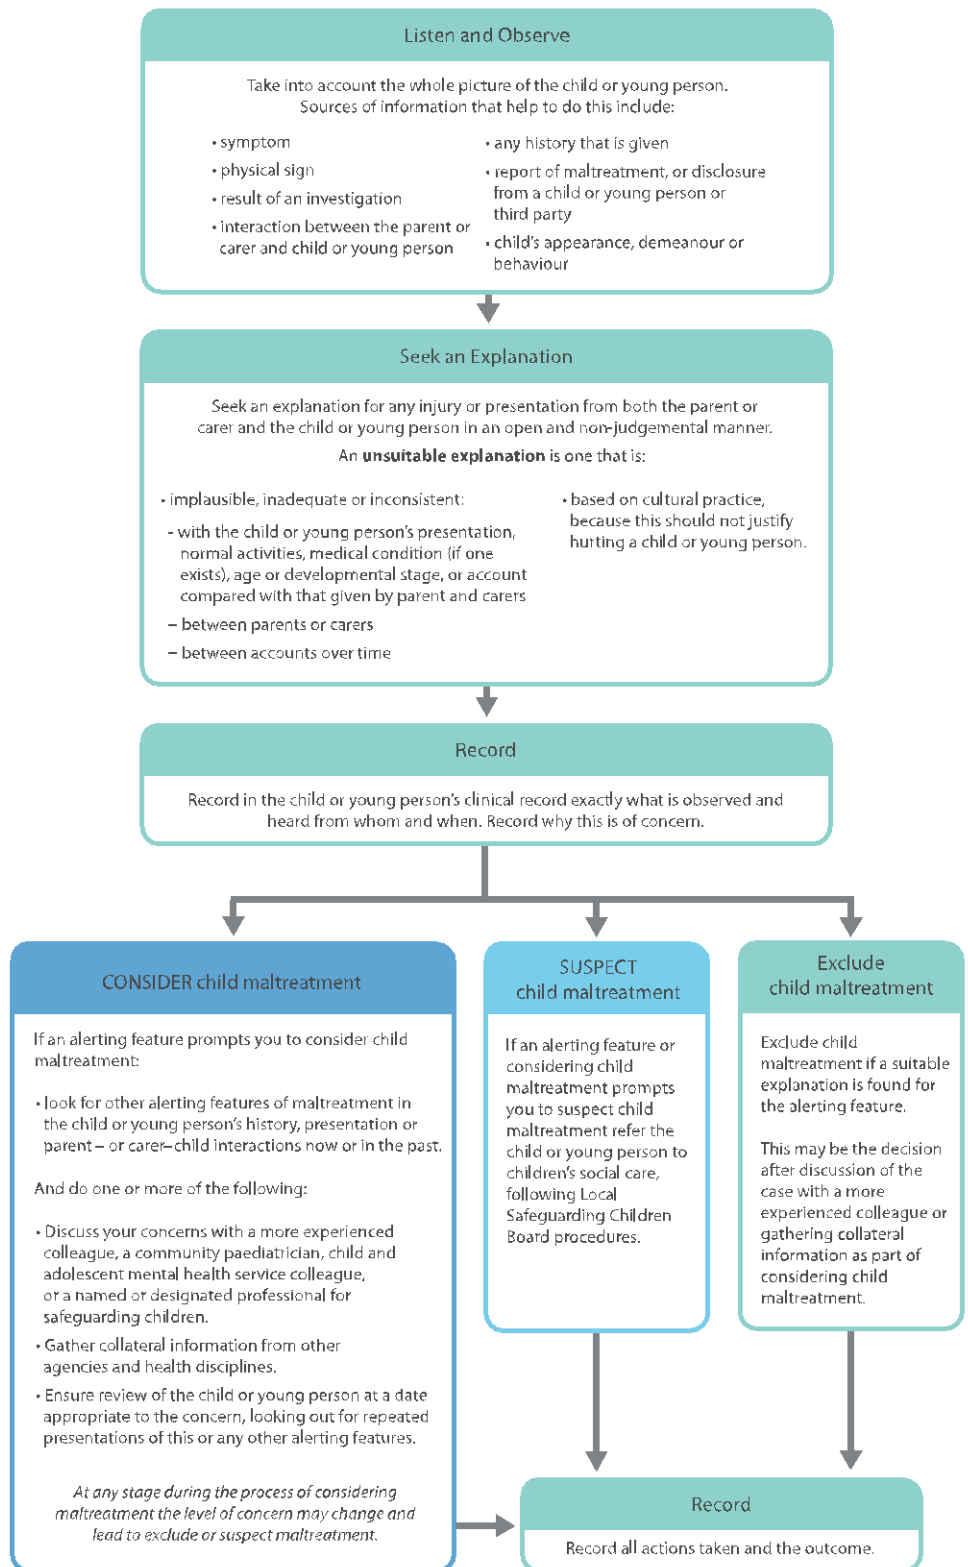 Listen and Observe
Take into account the whole picture of the child or young person.
Sources of information that help to do this include:
• symptom
• physical sign
• result of an investigation
• interaction between the parent or
carer and child or young person
• any history that is given
• report of maltreatment, or disclosure
from a child or young person or
third party
• child's appearance, demeanour or
behaviour
Seek an Explanation
Seek an explanation for any injury or presentation from both the parent or
carer and the child or young person in an open and non-judgemental manner.
An unsuitable explanation is one that is:
• implausible, inadequate or inconsistent:
- with the child or young person's presentation,
normal activities, medical condition (if one
exists), age or developmental stage, or account
compared with that given by parent and carers
– between parents or carers
– between accounts over time
• based on cultural practice,
because this should not justify
hurting a child or young person.
Record
Record in the child or young person's clinical record exactly what is observed and
heard from whom and when. Record why this is of concern.
CONSIDER child maltreatment
If an alerting feature prompts you to consider child
maltreatment:
• look for other alerting features of maltreatment in
the child or young person's history, presentation or
parent – or carer–child interactions now or in the past.
And do one or more of the following:
• Discuss your concerns with a more experienced
colleague, a community paediatrician, child and
adolescent mental health service colleague,
or a named or designated professional for
safeguarding children.
• Gather collateral information from other
agencies and health disciplines.
• Ensure review of the child or young person at a date
appropriate to the concern, looking out for repeated
presentations of this or any other alerting features.
At any stage during the process of considering
maltreatment the level of concern may change and
lead to exclude or suspect maltreatment.
SUSPECT
child maltreatment
If an alerting feature or
considering child
maltreatment prompts
you to suspect child
maltreatment refer the
child or young person to
children's social care,
following Local
Safeguarding Children
Board procedures.
Exclude
child maltreatment
Exclude child
maltreatment if a suitable
explanation is found for
the alerting feature.
This may be the decision
after discussion of the
case with a more
experienced colleague or
gathering collateral
information as part of
considering child
maltreatment.
Record
Record all actions taken and the outcome.